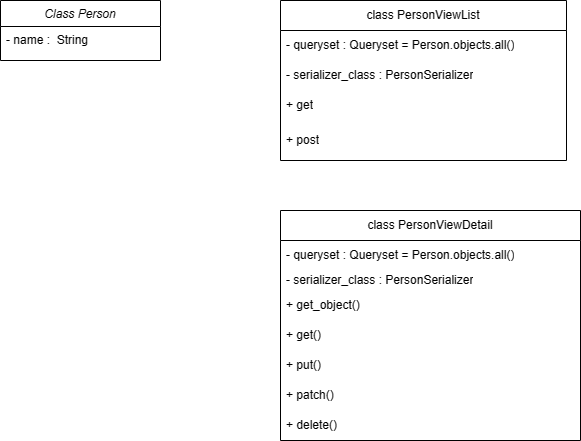 Class Person
- name : String
class PersonViewList
- queryset : Queryset = Person.objects.all()
- serializer_class : PersonSerializer
+ get
+ post
class PersonViewDetail
- queryset : Queryset = Person.objects.all()
- serializer_class : PersonSerializer
+ get_object()
+ get()
+ put()
+ patch()
+ delete()